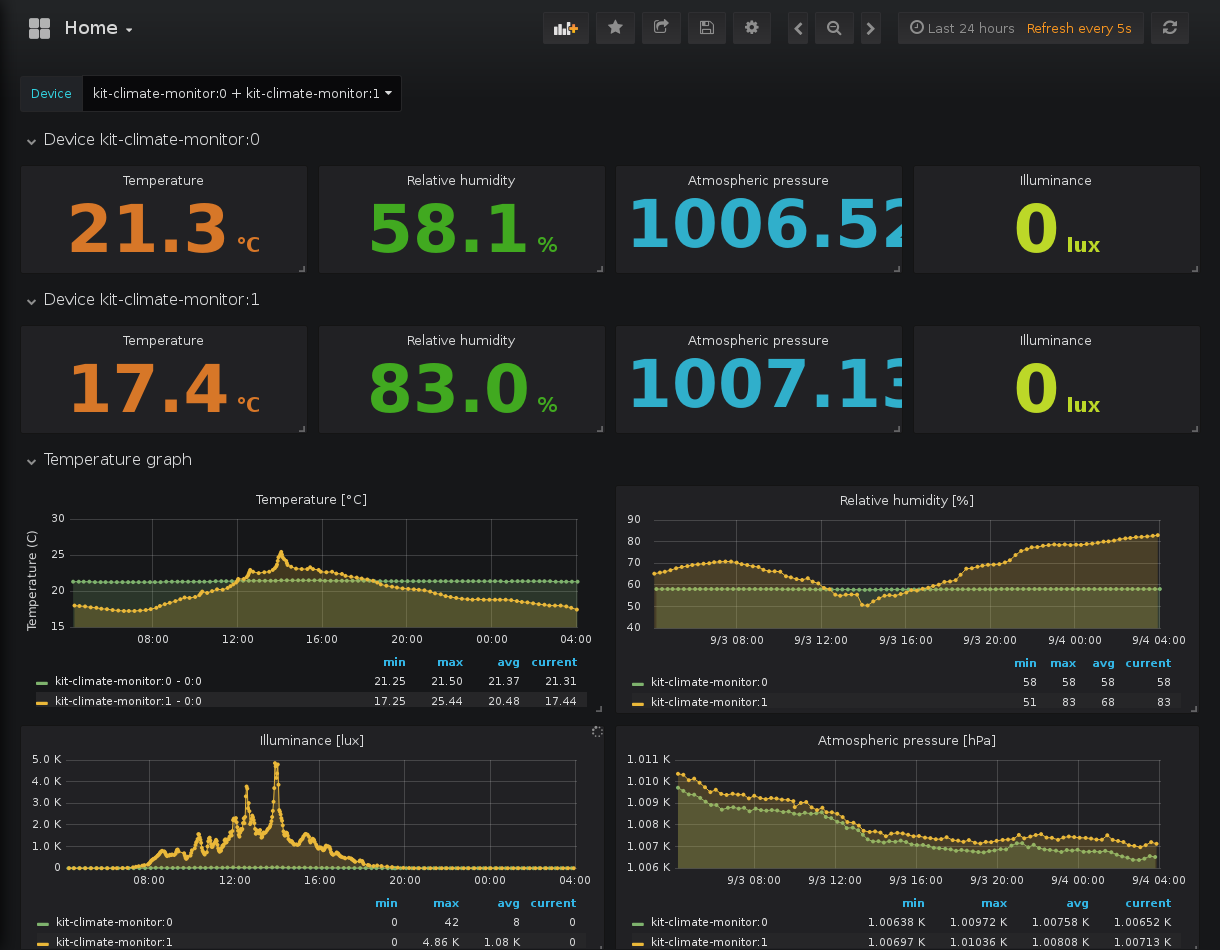 Home
Last 24 hours Refresh every 5s
Device kit-climate-monitor:0 + kit-climate-monitor:1
Device kit-climate-monitor:0
Temperature Relative humidity Atmospheric pressure Illuminance
21.3 °C 58.1 % 1006.52 0 lux
Device kit-climate-monitor:1
Temperature Relative humidity Atmospheric pressure Illuminance
17.4 °C 83.0 % 1007.13 0 lux
Temperature graph
Temperature [°C]
Temperature (C)
30
25
20
15
08:00 12:00 16:00 20:00 00:00 04:00
min max avg current
kit-climate-monitor:0 - 0:0 21.25 21.50 21.37 21.31
kit-climate-monitor:1 - 0:0 17.25 25.44 20.48 17.44
Relative humidity [%]
90
80
70
60
50
40
9/3 08:00 9/3 12:00 9/3 16:00 9/3 20:00 9/4 00:00 9/4 04:00
min max avg current
kit-climate-monitor:0 58 58 58 58
kit-climate-monitor:1 51 83 68 83
Illuminance [lux]
5.0 K
4.0 K
3.0 K
2.0 K
1.0 K
0
08:00 12:00 16:00 20:00 00:00 04:00
min max avg current
kit-climate-monitor:0 0 42 8 0
kit-climate-monitor:1 0 4.86 K 1.08 K 0
Atmospheric pressure [hPa]
1.011 K
1.010 K
1.009 K
1.008 K
1.007 K
1.006 K
9/3 08:00 9/3 12:00 9/3 16:00 9/3 20:00 9/4 00:00 9/4 04:00
min max avg current
kit-climate-monitor:0 1.00638 K 1.00972 K 1.00758 K 1.00652 K
kit-climate-monitor:1 1.00697 K 1.01036 K 1.00808 K 1.00713 K